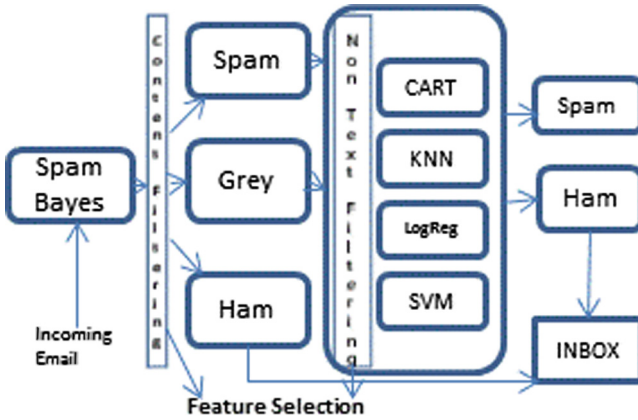 Spam
Bayes
Incoming
Email
Contens Filtering
Spam
Grey
Ham
Non Text Filtering
CART
KNN
LogReg
SVM
Spam
Ham
INBOX
Feature Selection